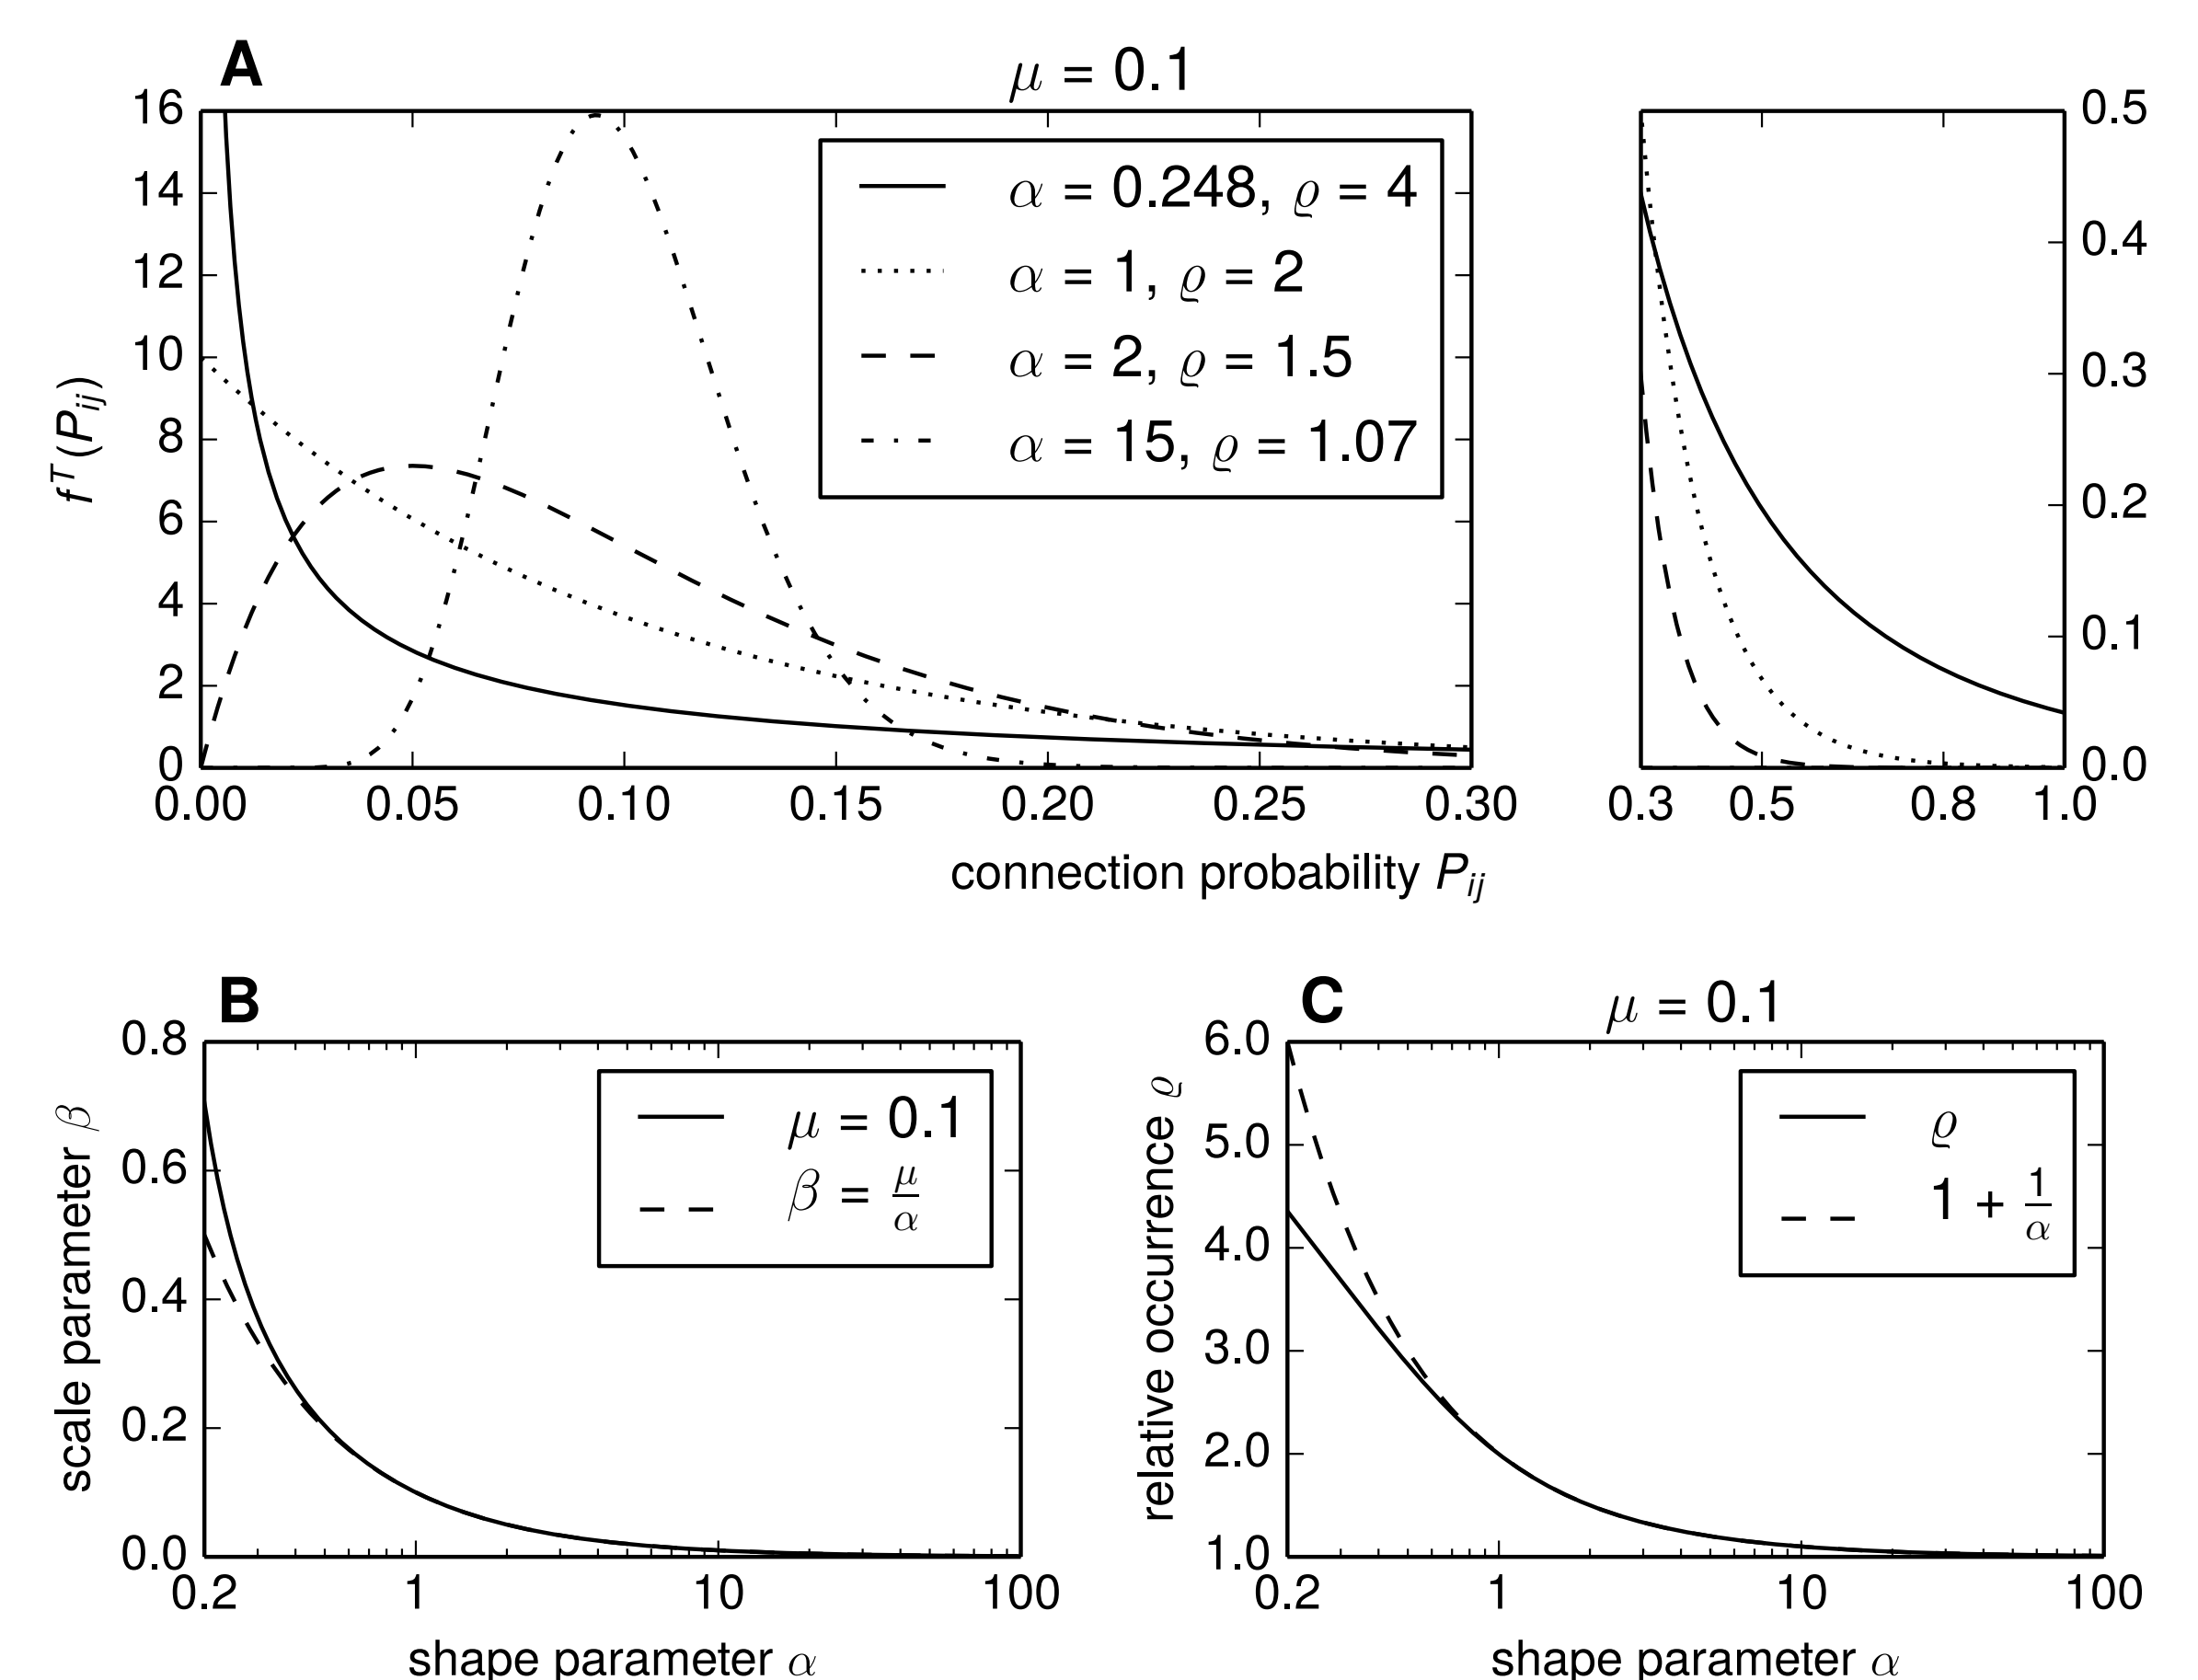 A
μ = 0.1
16
14
12
10
8
6
4
2
0
f^T (P_ij)
α = 0.248, ϱ = 4
α = 1, ϱ = 2
α = 2, ϱ = 1.5
α = 15, ϱ = 1.07
0.00 0.05 0.10 0.15 0.20 0.25 0.30
0.5
0.4
0.3
0.2
0.1
0.0
0.3 0.5 0.8 1.0
connection probability P_ij
B
0.8
0.6
0.4
0.2
0.0
scale parameter β
μ = 0.1
β = μ/α
0.2 1 10 100
shape parameter α
C
μ = 0.1
6.0
5.0
4.0
3.0
2.0
1.0
relative occurrence ϱ
ϱ
1 + 1/α
0.2 1 10 100
shape parameter α